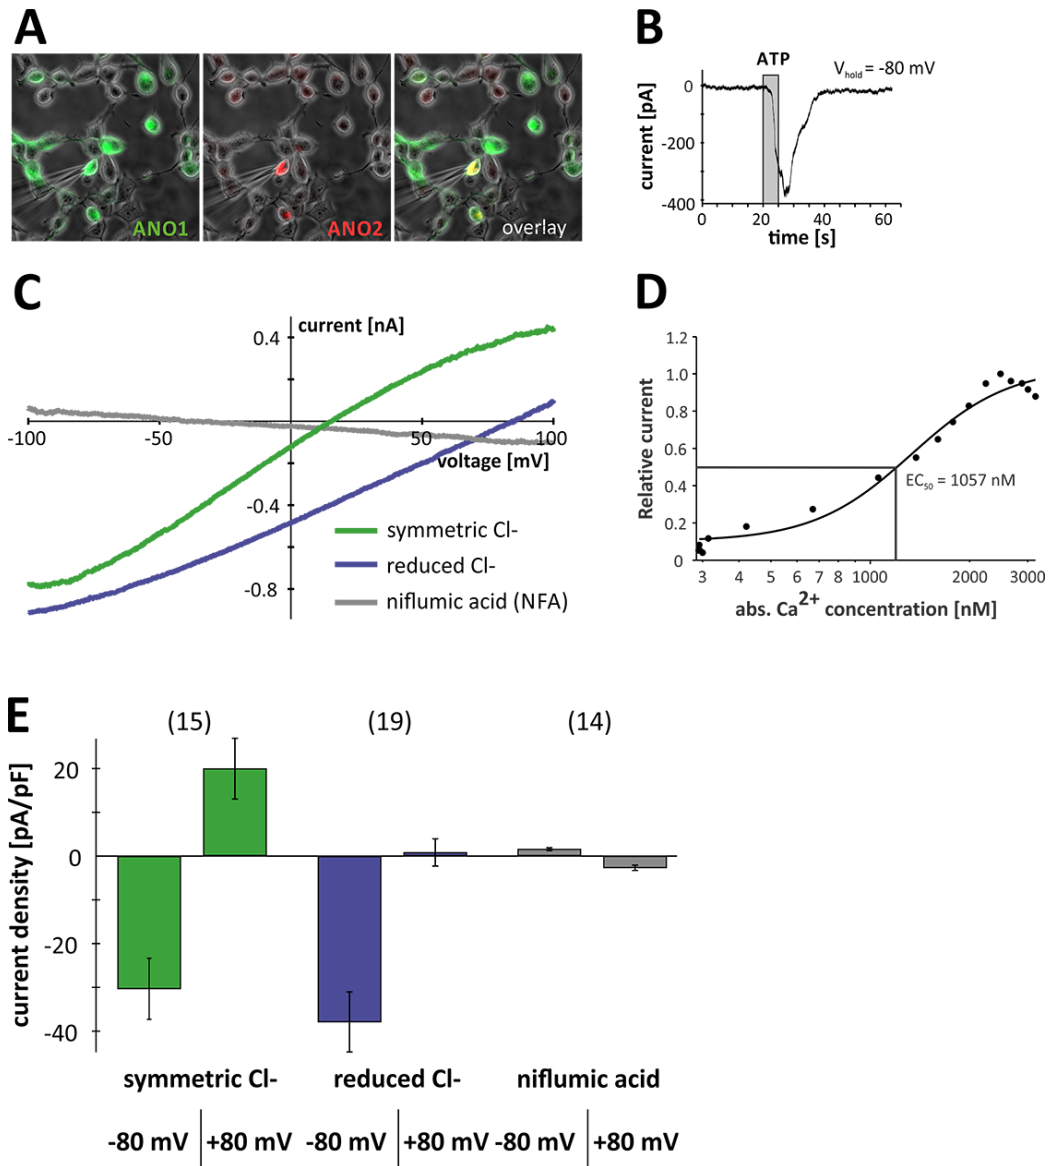 A
ANO1
ANO2
overlay
B
ATP
V_hold = -80 mV
current [pA]
0
-200
-400
0
20
40
60
time [s]
C
current [nA]
0.4
-100
-50
50
100
voltage [mV]
-0.4
-0.8
symmetric Cl-
reduced Cl-
niflumic acid (NFA)
D
Relative current
1.2
1.0
0.8
0.6
0.4
0.2
0
EC₅₀ = 1057 nM
3
4
5
6
7
8
1000
2000
3000
abs. Ca²⁺ concentration [nM]
E
(15)
(19)
(14)
current density [pA/pF]
20
0
-20
-40
symmetric Cl-
reduced Cl-
niflumic acid
-80 mV
+80 mV
-80 mV
+80 mV
-80 mV
+80 mV